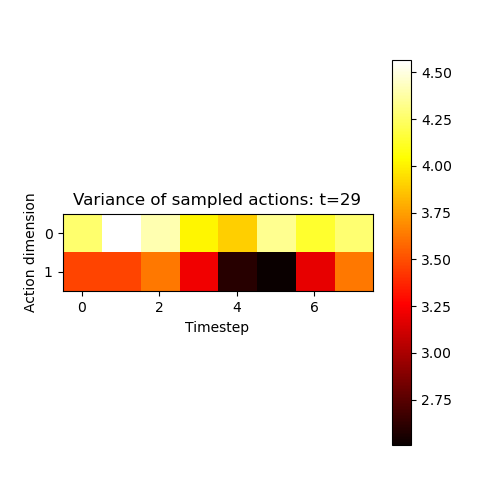 Variance of sampled actions: t=29
Action dimension
0
1
0 2 4 6
Timestep
4.50
4.25
4.00
3.75
3.50
3.25
3.00
2.75